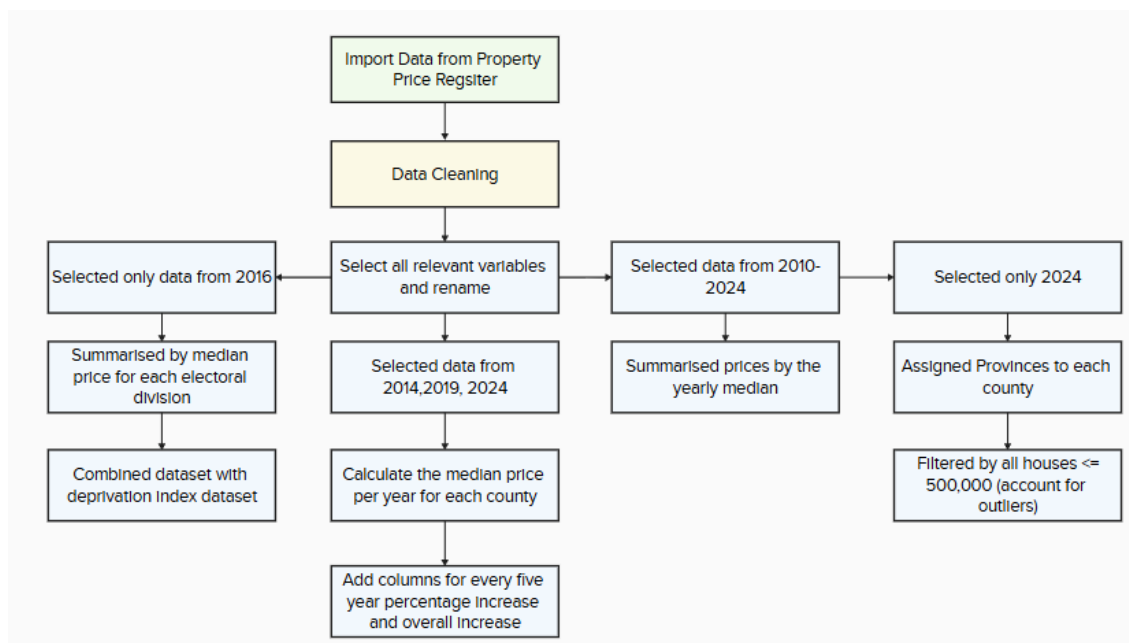 Import Data from Property
Price Regsiter
Data Cleaning
Selected only data from 2016
Select all relevant variables
and rename
Selected data from 2010-
2024
Selected only 2024
Summarised by median
price for each electoral
division
Selected data from
2014,2019, 2024
Summarised prices by the
yearly median
Assigned Provinces to each
county
Combined dataset with
deprivation index dataset
Calculate the median price
per year for each county
Filtered by all houses <=
500,000 (account for
outliers)
Add columns for every five
year percentage increase
and overall increase